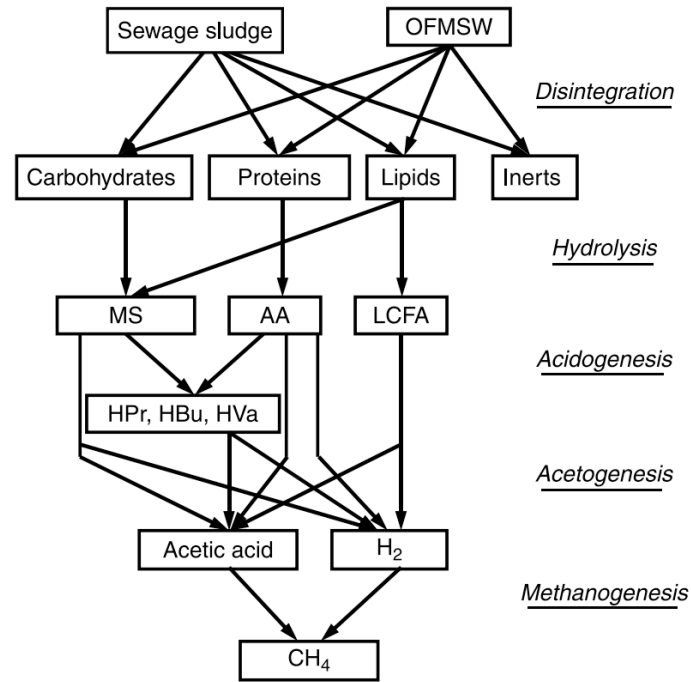 Sewage sludge
OFMSW
Disintegration
Carbohydrates
Proteins
Lipids
Inerts
Hydrolysis
MS
AA
LCFA
Acidogenesis
HPr, HBu, HVa
Acetogenesis
Acetic acid
H₂
Methanogenesis
CH₄